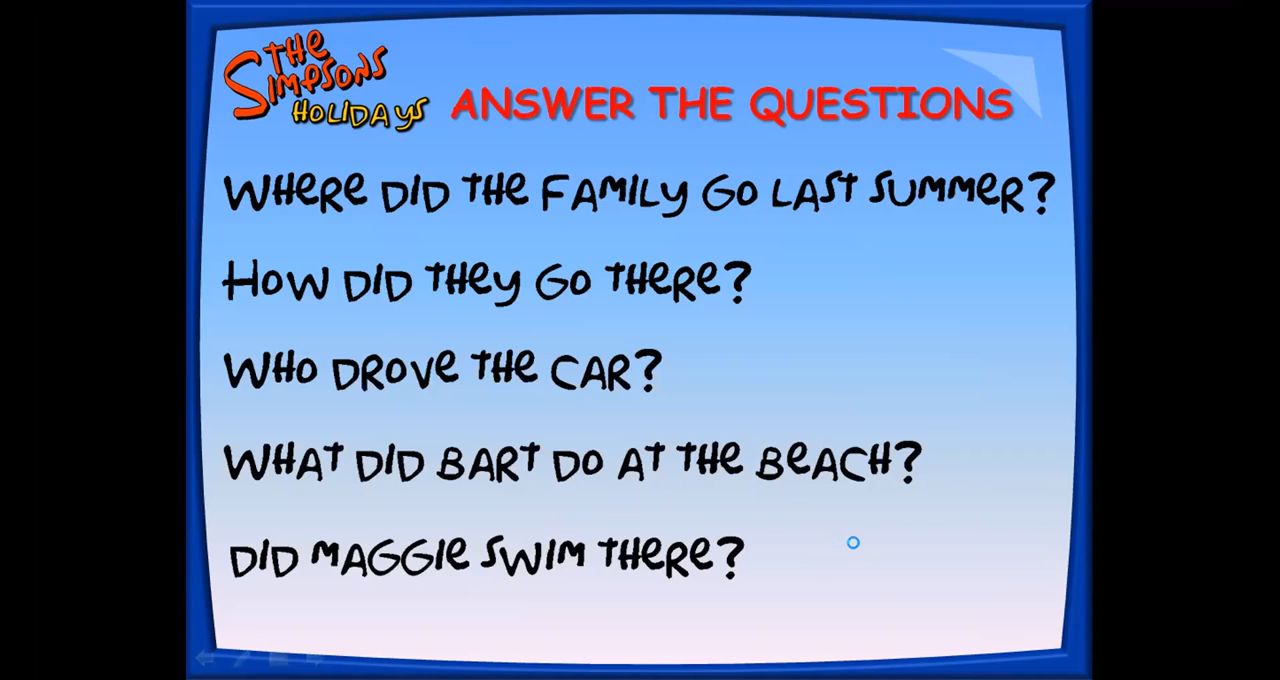 THE
SIMPSONS
HOLIDAYS
ANSWER THE QUESTIONS
WHERE DID THE FAMILY GO LAST SUMMER?
HOW DID THEY GO THERE?
WHO DROVE THE CAR?
WHAT DID BART DO AT THE BEACH?
DID MAGGIE SWIM THERE?